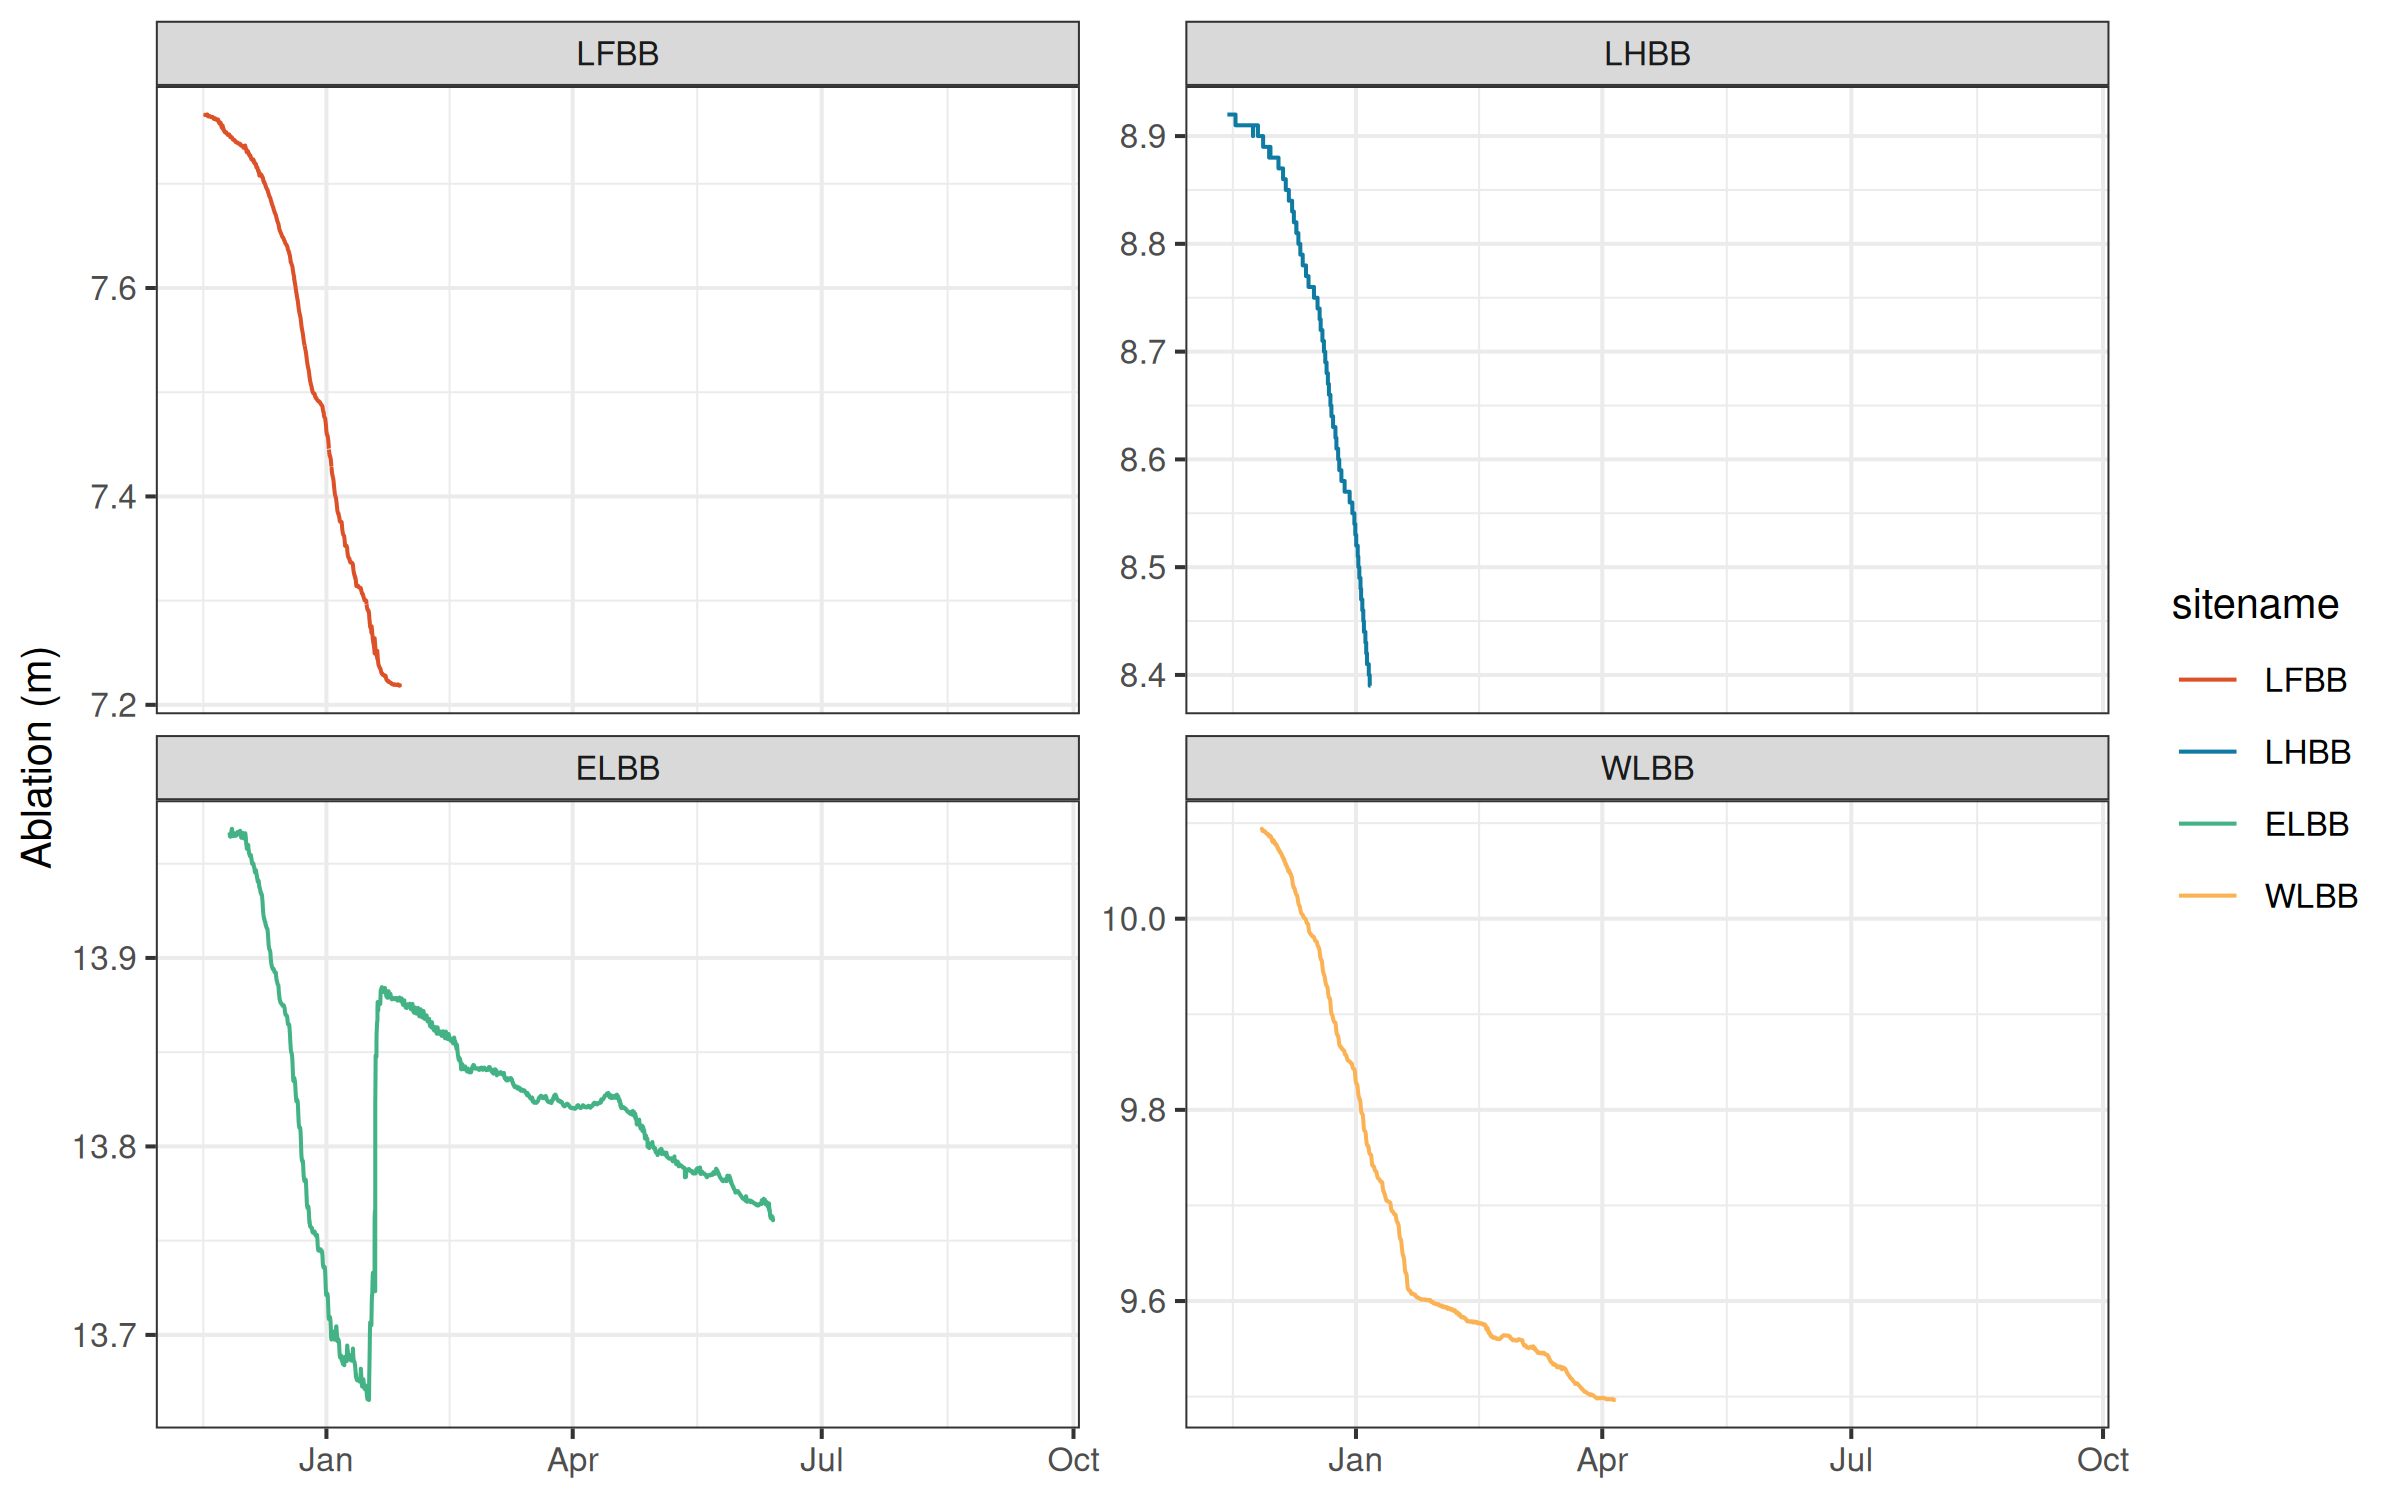 LFBB
LHBB
7.6
7.4
7.2
8.9
8.8
8.7
8.6
8.5
8.4
Ablation (m)
ELBB
WLBB
13.9
13.8
13.7
10.0
9.8
9.6
Jan Apr Jul Oct
Jan Apr Jul Oct
sitename
LFBB
LHBB
ELBB
WLBB